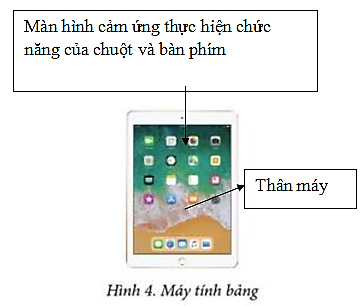 Màn hình cảm ứng thực hiện chức
năng của chuột và bàn phím
Thân máy
Hình 4. Máy tính bảng